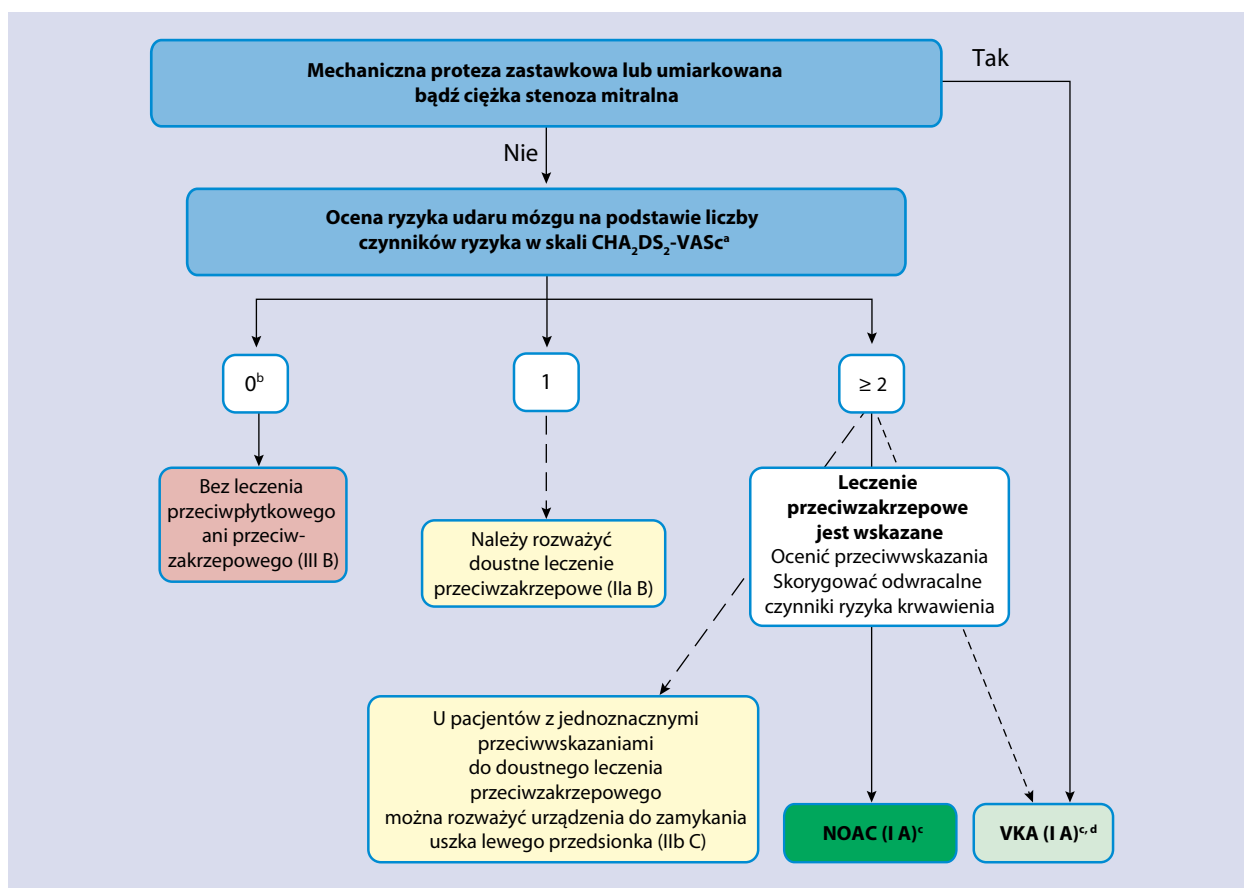 Mechaniczna proteza zastawkowa lub umiarkowana
bądź ciężka stenoza mitralna
Tak
Nie
Ocena ryzyka udaru mózgu na podstawie liczby
czynników ryzyka w skali CHA₂DS₂-VAScᵃ
0ᵇ
1
≥ 2
Bez leczenia
przeciwpłytkowego
ani przeciw-
zakrzepowego (III B)
Należy rozważyć
doustne leczenie
przeciwzakrzepowe (IIa B)
Leczenie
przeciwzakrzepowe
jest wskazane
Ocenić przeciwwskazania
Skorygować odwracalne
czynniki ryzyka krwawienia
U pacjentów z jednoznacznymi
przeciwwskazaniami
do doustnego leczenia
przeciwzakrzepowego
można rozważyć urządzenia do zamykania
uszka lewego przedsionka (IIb C)
NOAC (I A)ᶜ
VKA (I A)ᶜ, ᵈ